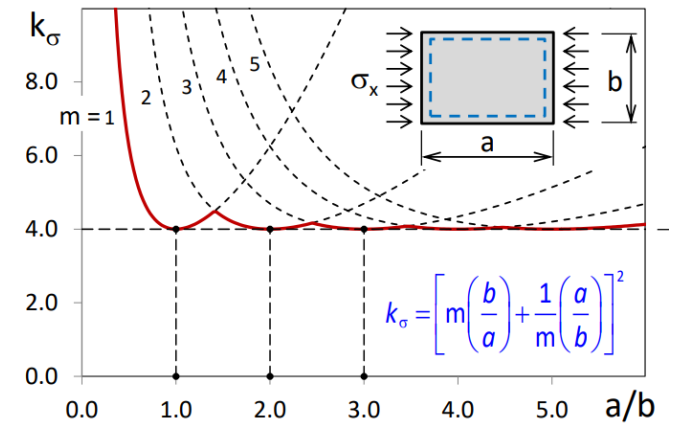 kσ
8.0
6.0
4.0
2.0
0.0
m = 1
2
3
4
5
σx
b
a
kσ = [m(b/a) + 1/m(a/b)]²
0.0 1.0 2.0 3.0 4.0 5.0 a/b